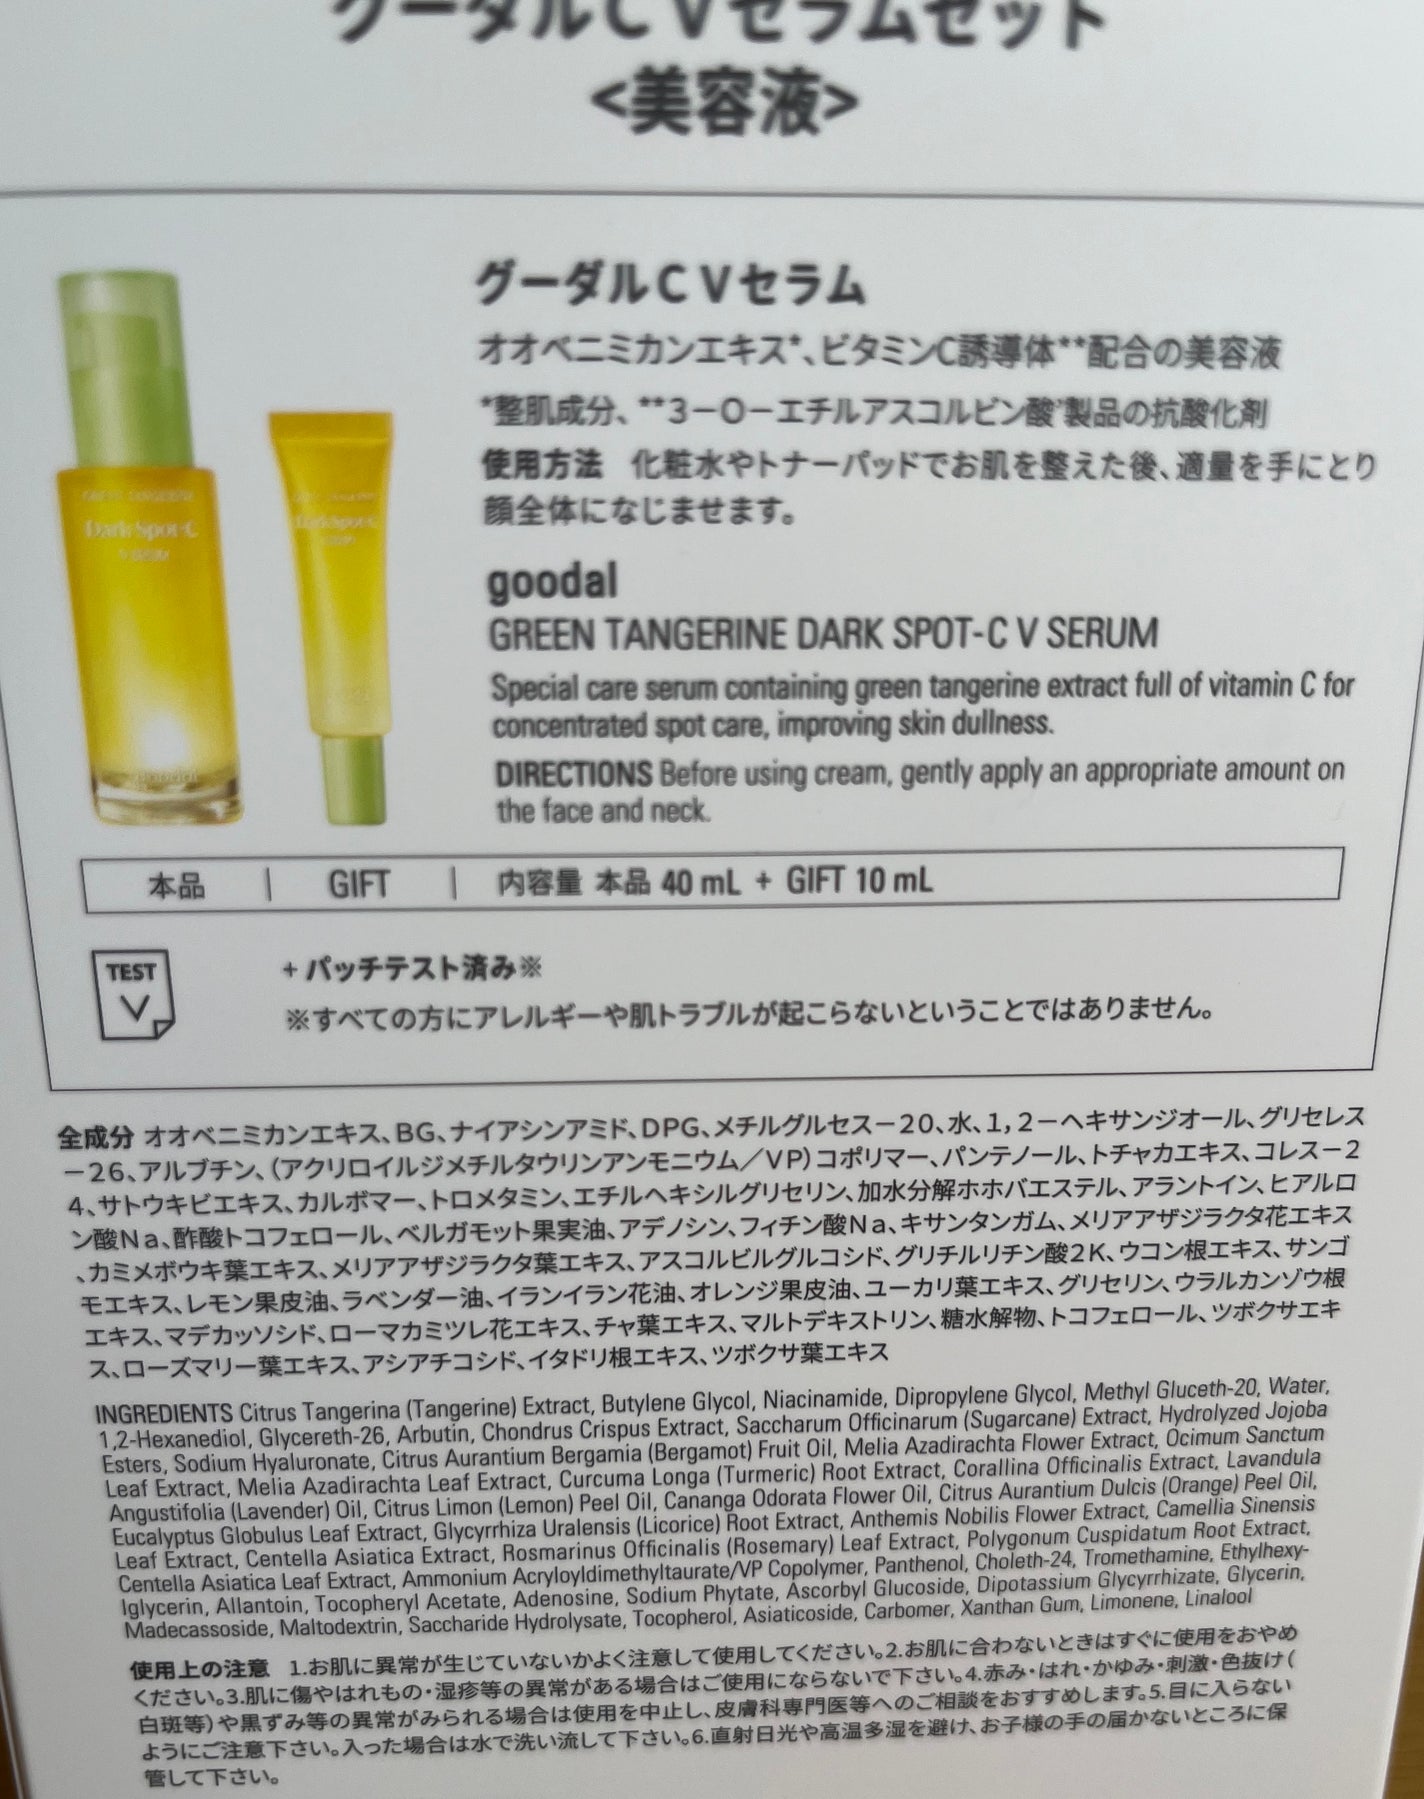 グーダルCVセラムセット
<美容液>
グーダルCVセラム
オオベニミカンエキス*、ビタミンC誘導体**配合の美容液
*整肌成分、**3－O－エチルアスコルビン酸*製品の抗酸化剤
使用方法 化粧水やトナーパッドでお肌を整えた後、適量を手にとり
顔全体になじませます。
goodal
GREEN TANGERINE DARK SPOT-C V SERUM
Special care serum containing green tangerine extract full of vitamin C for
concentrated spot care, improving skin dullness.
DIRECTIONS Before using cream, gently apply an appropriate amount on
the face and neck.
GREEN TANGERINE
Dark Spot-C
V SERUM
goodal
Dark Spot-C
本品 | GIFT | 内容量 本品 40 mL + GIFT 10 mL
TEST
+ パッチテスト済み※
※すべての方にアレルギーや肌トラブルが起こらないということではありません。
全成分 オオベニミカンエキス、BG、ナイアシンアミド、DPG、メチルグルセス－20、水、1，2－ヘキサンジオール、グリセレス
－26、アルブチン、（アクリロイルジメチルタウリンアンモニウム／VP）コポリマー、パンテノール、トチャカエキス、コレス－2
4、サトウキビエキス、カルボマー、トロメタミン、エチルヘキシルグリセリン、加水分解ホホバエステル、アラントイン、ヒアルロ
ン酸Na、酢酸トコフェロール、ベルガモット果実油、アデノシン、フィチン酸Na、キサンタンガム、メリアアザジラクタ花エキス
、カミメボウキ葉エキス、メリアアザジラクタ葉エキス、アスコルビルグルコシド、グリチルリチン酸2K、ウコン根エキス、サンゴ
モエキス、レモン果皮油、ラベンダー油、イランイラン花油、オレンジ果皮油、ユーカリ葉エキス、グリセリン、ウラルカンゾウ根
エキス、マデカッソシド、ローマカミツレ花エキス、チャ葉エキス、マルトデキストリン、糖水解物、トコフェロール、ツボクサエキ
ス、ローズマリー葉エキス、アシアチコシド、イタドリ根エキス、ツボクサ葉エキス
INGREDIENTS Citrus Tangerina (Tangerine) Extract, Butylene Glycol, Niacinamide, Dipropylene Glycol, Methyl Gluceth-20, Water,
1,2-Hexanediol, Glycereth-26, Arbutin, Chondrus Crispus Extract, Saccharum Officinarum (Sugarcane) Extract, Hydrolyzed Jojoba
Esters, Sodium Hyaluronate, Citrus Aurantium Bergamia (Bergamot) Fruit Oil, Melia Azadirachta Flower Extract, Ocimum Sanctum
Leaf Extract, Melia Azadirachta Leaf Extract, Curcuma Longa (Turmeric) Root Extract, Corallina Officinalis Extract, Lavandula
Angustifolia (Lavender) Oil, Citrus Limon (Lemon) Peel Oil, Cananga Odorata Flower Oil, Citrus Aurantium Dulcis (Orange) Peel Oil,
Eucalyptus Globulus Leaf Extract, Glycyrrhiza Uralensis (Licorice) Root Extract, Anthemis Nobilis Flower Extract, Camellia Sinensis
Leaf Extract, Centella Asiatica Extract, Rosmarinus Officinalis (Rosemary) Leaf Extract, Polygonum Cuspidatum Root Extract,
Centella Asiatica Leaf Extract, Ammonium Acryloyldimethyltaurate/VP Copolymer, Panthenol, Choleth-24, Tromethamine, Ethylhexy-
lglycerin, Allantoin, Tocopheryl Acetate, Adenosine, Sodium Phytate, Ascorbyl Glucoside, Dipotassium Glycyrrhizate, Glycerin,
Madecassoside, Maltodextrin, Saccharide Hydrolysate, Tocopherol, Asiaticoside, Carbomer, Xanthan Gum, Limonene, Linalool
使用上の注意 1.お肌に異常が生じていないかよく注意して使用してください。2.お肌に合わないときはすぐに使用をおやめ
ください。3.肌に傷やはれもの・湿疹等の異常がある場合はご使用にならないで下さい。4.赤み・はれ・かゆみ・刺激・色抜け（
白斑等）や黒ずみ等の異常がみられる場合は使用を中止し、皮膚科専門医等へのご相談をおすすめします。5.目に入らない
ようにご注意下さい。入った場合は水で洗い流して下さい。6.直射日光や高温多湿を避け、お子様の手の届かないところに保
管して下さい。